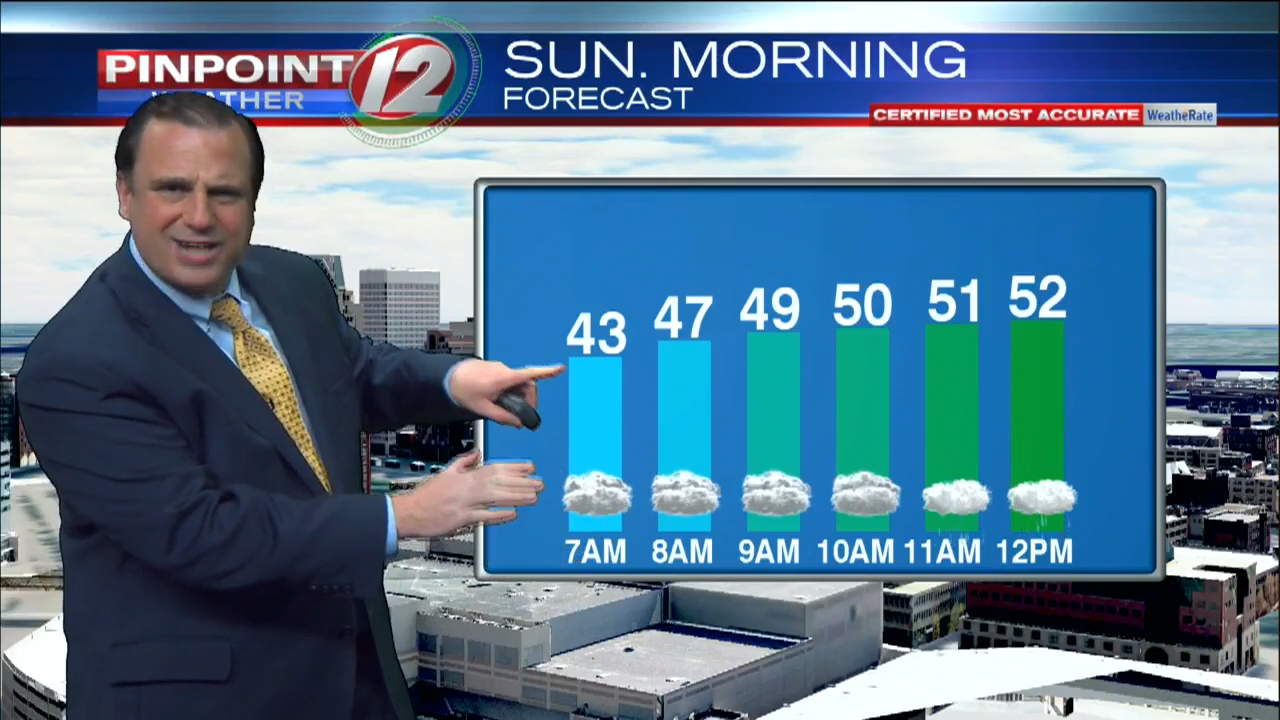 PINPOINT 12
WEATHER
SUN. MORNING
FORECAST
CERTIFIED MOST ACCURATE WeatheRate
43 47 49 50 51 52
7AM 8AM 9AM 10AM 11AM 12PM